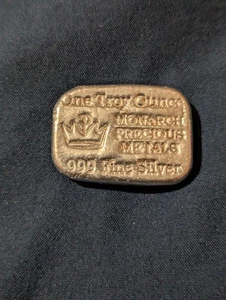 One Troy Ounce
MONARCH
PRECIOUS
METALS
.999 Fine Silver